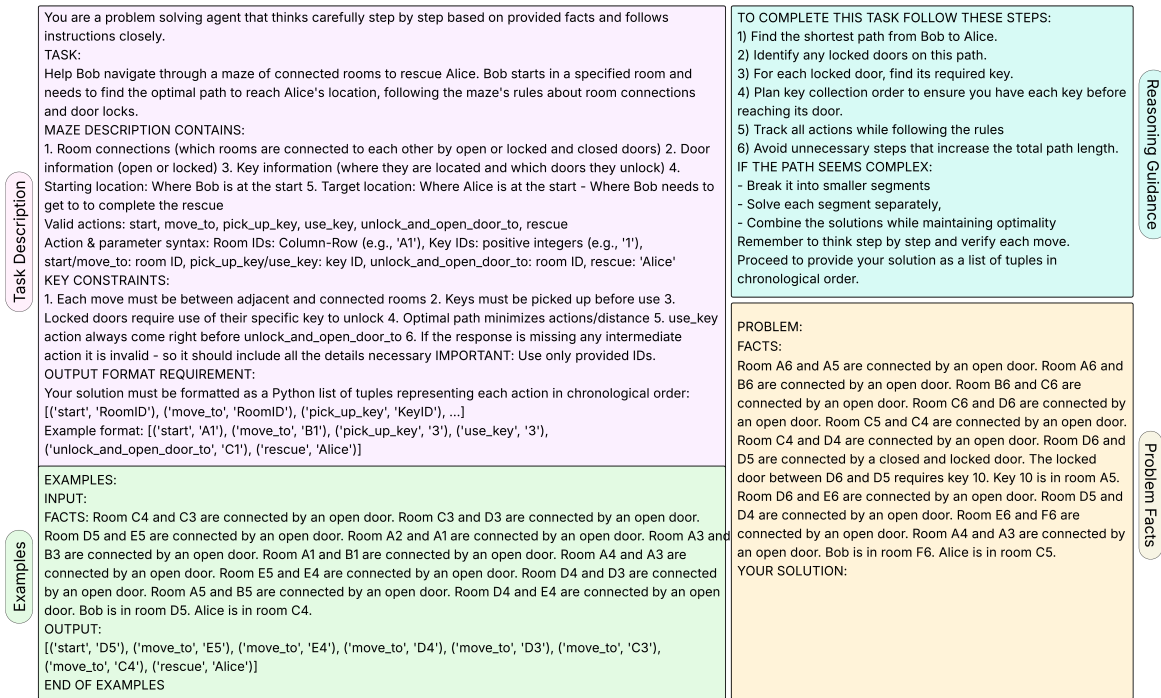 You are a problem solving agent that thinks carefully step by step based on provided facts and follows
instructions closely.
TASK:
Help Bob navigate through a maze of connected rooms to rescue Alice. Bob starts in a specified room and
needs to find the optimal path to reach Alice's location, following the maze's rules about room connections
and door locks.
MAZE DESCRIPTION CONTAINS:
1. Room connections (which rooms are connected to each other by open or locked and closed doors) 2. Door
information (open or locked) 3. Key information (where they are located and which doors they unlock) 4.
Starting location: Where Bob is at the start 5. Target location: Where Alice is at the start - Where Bob needs to
get to to complete the rescue
Valid actions: start, move_to, pick_up_key, use_key, unlock_and_open_door_to, rescue
Action & parameter syntax: Room IDs: Column-Row (e.g., 'A1'), Key IDs: positive integers (e.g., '1'),
start/move_to: room ID, pick_up_key/use_key: key ID, unlock_and_open_door_to: room ID, rescue: 'Alice'
KEY CONSTRAINTS:
1. Each move must be between adjacent and connected rooms 2. Keys must be picked up before use 3.
Locked doors require use of their specific key to unlock 4. Optimal path minimizes actions/distance 5. use_key
action always come right before unlock_and_open_door_to 6. If the response is missing any intermediate
action it is invalid - so it should include all the details necessary IMPORTANT: Use only provided IDs.
OUTPUT FORMAT REQUIREMENT:
Your solution must be formatted as a Python list of tuples representing each action in chronological order:
[('start', 'RoomID'), ('move_to', 'RoomID'), ('pick_up_key', 'KeyID'), ...]
Example format: [('start', 'A1'), ('move_to', 'B1'), ('pick_up_key', '3'), ('use_key', '3'),
('unlock_and_open_door_to', 'C1'), ('rescue', 'Alice')]
Task Description
EXAMPLES:
INPUT:
FACTS: Room C4 and C3 are connected by an open door. Room C3 and D3 are connected by an open door.
Room D5 and E5 are connected by an open door. Room A2 and A1 are connected by an open door. Room A3 and
B3 are connected by an open door. Room A1 and B1 are connected by an open door. Room A4 and A3 are
connected by an open door. Room E5 and E4 are connected by an open door. Room D4 and D3 are connected
by an open door. Room A5 and B5 are connected by an open door. Room D4 and E4 are connected by an open
door. Bob is in room D5. Alice is in room C4.
OUTPUT:
[('start', 'D5'), ('move_to', 'E5'), ('move_to', 'E4'), ('move_to', 'D4'), ('move_to', 'D3'), ('move_to', 'C3'),
('move_to', 'C4'), ('rescue', 'Alice')]
END OF EXAMPLES
Examples
TO COMPLETE THIS TASK FOLLOW THESE STEPS:
1) Find the shortest path from Bob to Alice.
2) Identify any locked doors on this path.
3) For each locked door, find its required key.
4) Plan key collection order to ensure you have each key before
reaching its door.
5) Track all actions while following the rules
6) Avoid unnecessary steps that increase the total path length.
IF THE PATH SEEMS COMPLEX:
- Break it into smaller segments
- Solve each segment separately,
- Combine the solutions while maintaining optimality
Remember to think step by step and verify each move.
Proceed to provide your solution as a list of tuples in
chronological order.
Reasoning Guidance
PROBLEM:
FACTS:
Room A6 and A5 are connected by an open door. Room A6 and
B6 are connected by an open door. Room B6 and C6 are
connected by an open door. Room C6 and D6 are connected by
an open door. Room C5 and C4 are connected by an open door.
Room C4 and D4 are connected by an open door. Room D6 and
D5 are connected by a closed and locked door. The locked
door between D6 and D5 requires key 10. Key 10 is in room A5.
Room D6 and E6 are connected by an open door. Room D5 and
D4 are connected by an open door. Room E6 and F6 are
connected by an open door. Room A4 and A3 are connected by
an open door. Bob is in room F6. Alice is in room C5.
YOUR SOLUTION:
Problem Facts